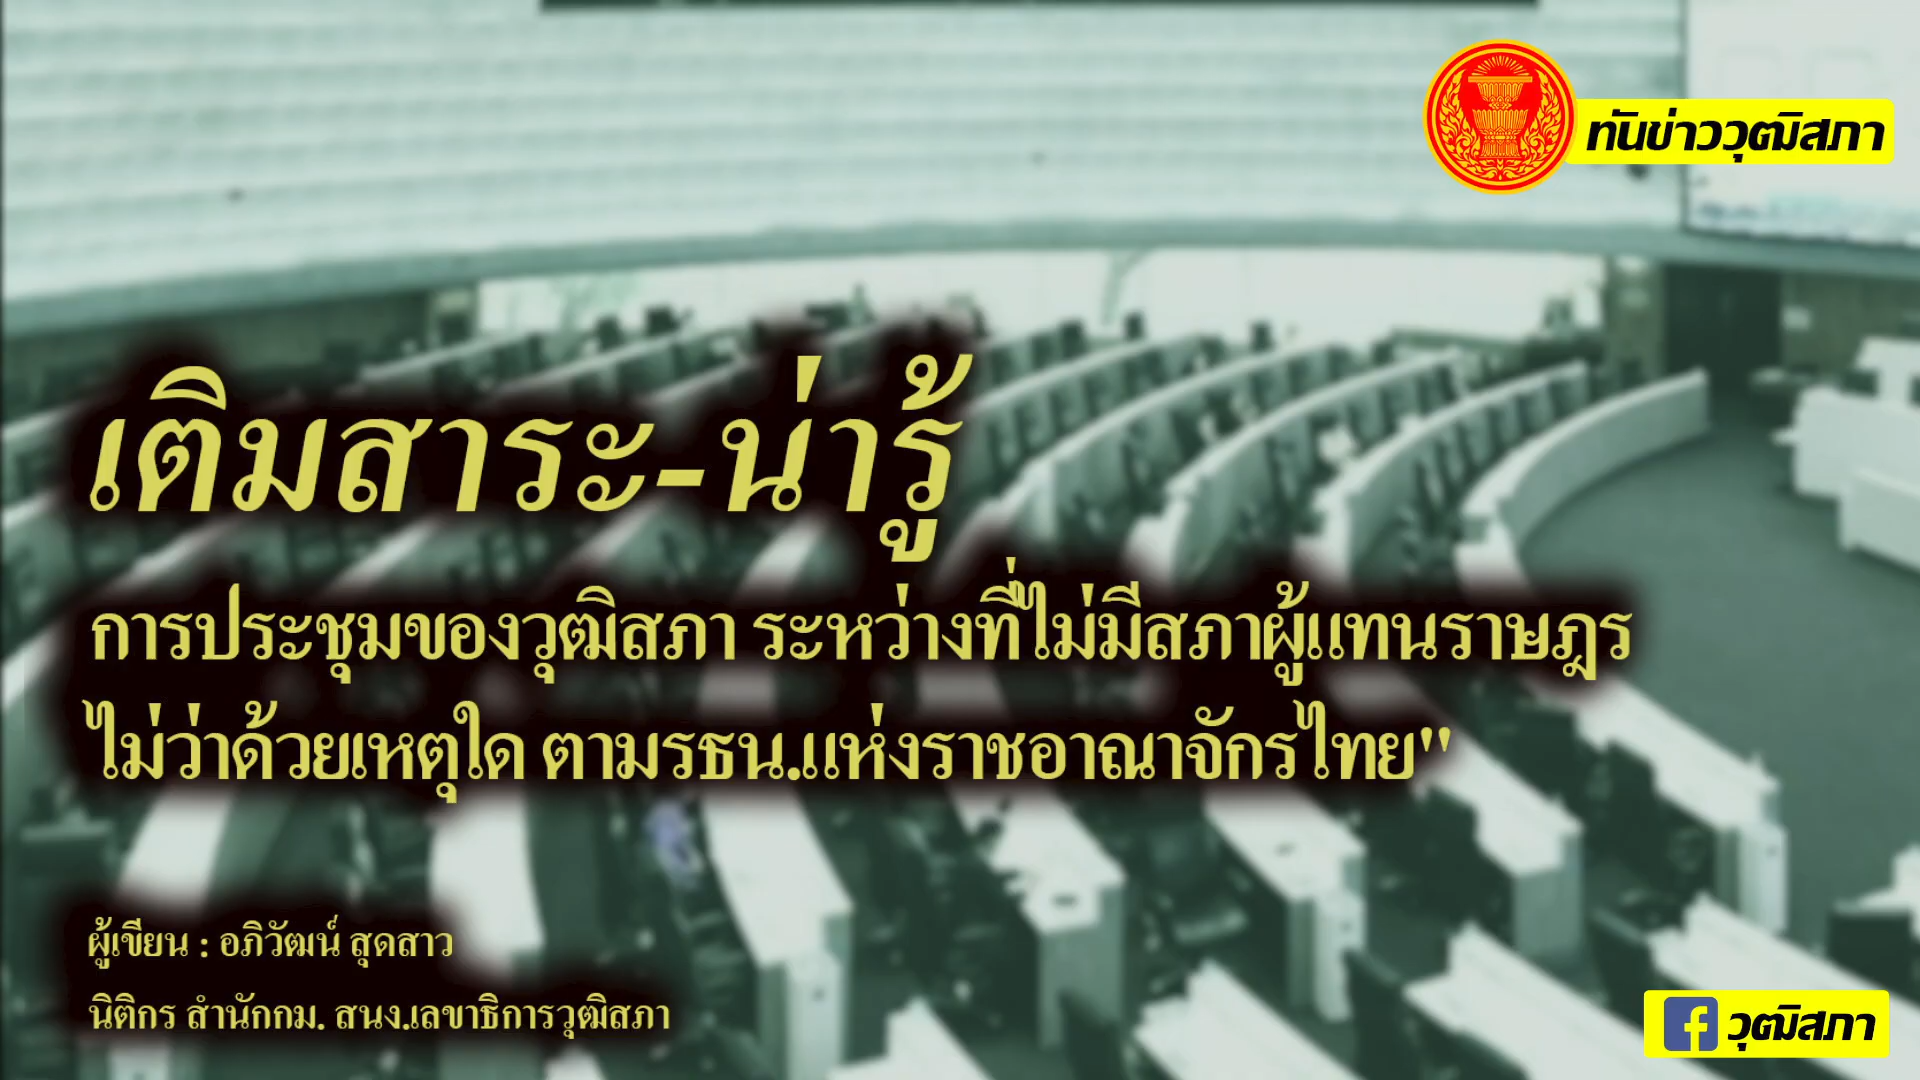 ทันข่าววุฒิสภา
เติมสาระ-น่ารู้
การประชุมของวุฒิสภา ระหว่างที่ไม่มีสภาผู้แทนราษฎร
ไม่ว่าด้วยเหตุใด ตามรธน.แห่งราชอาณาจักรไทย"
ผู้เขียน : อภิวัฒน์ สุดสาว
นิติกร สำนักกม. สนง.เลขาธิการวุฒิสภา
วุฒิสภา